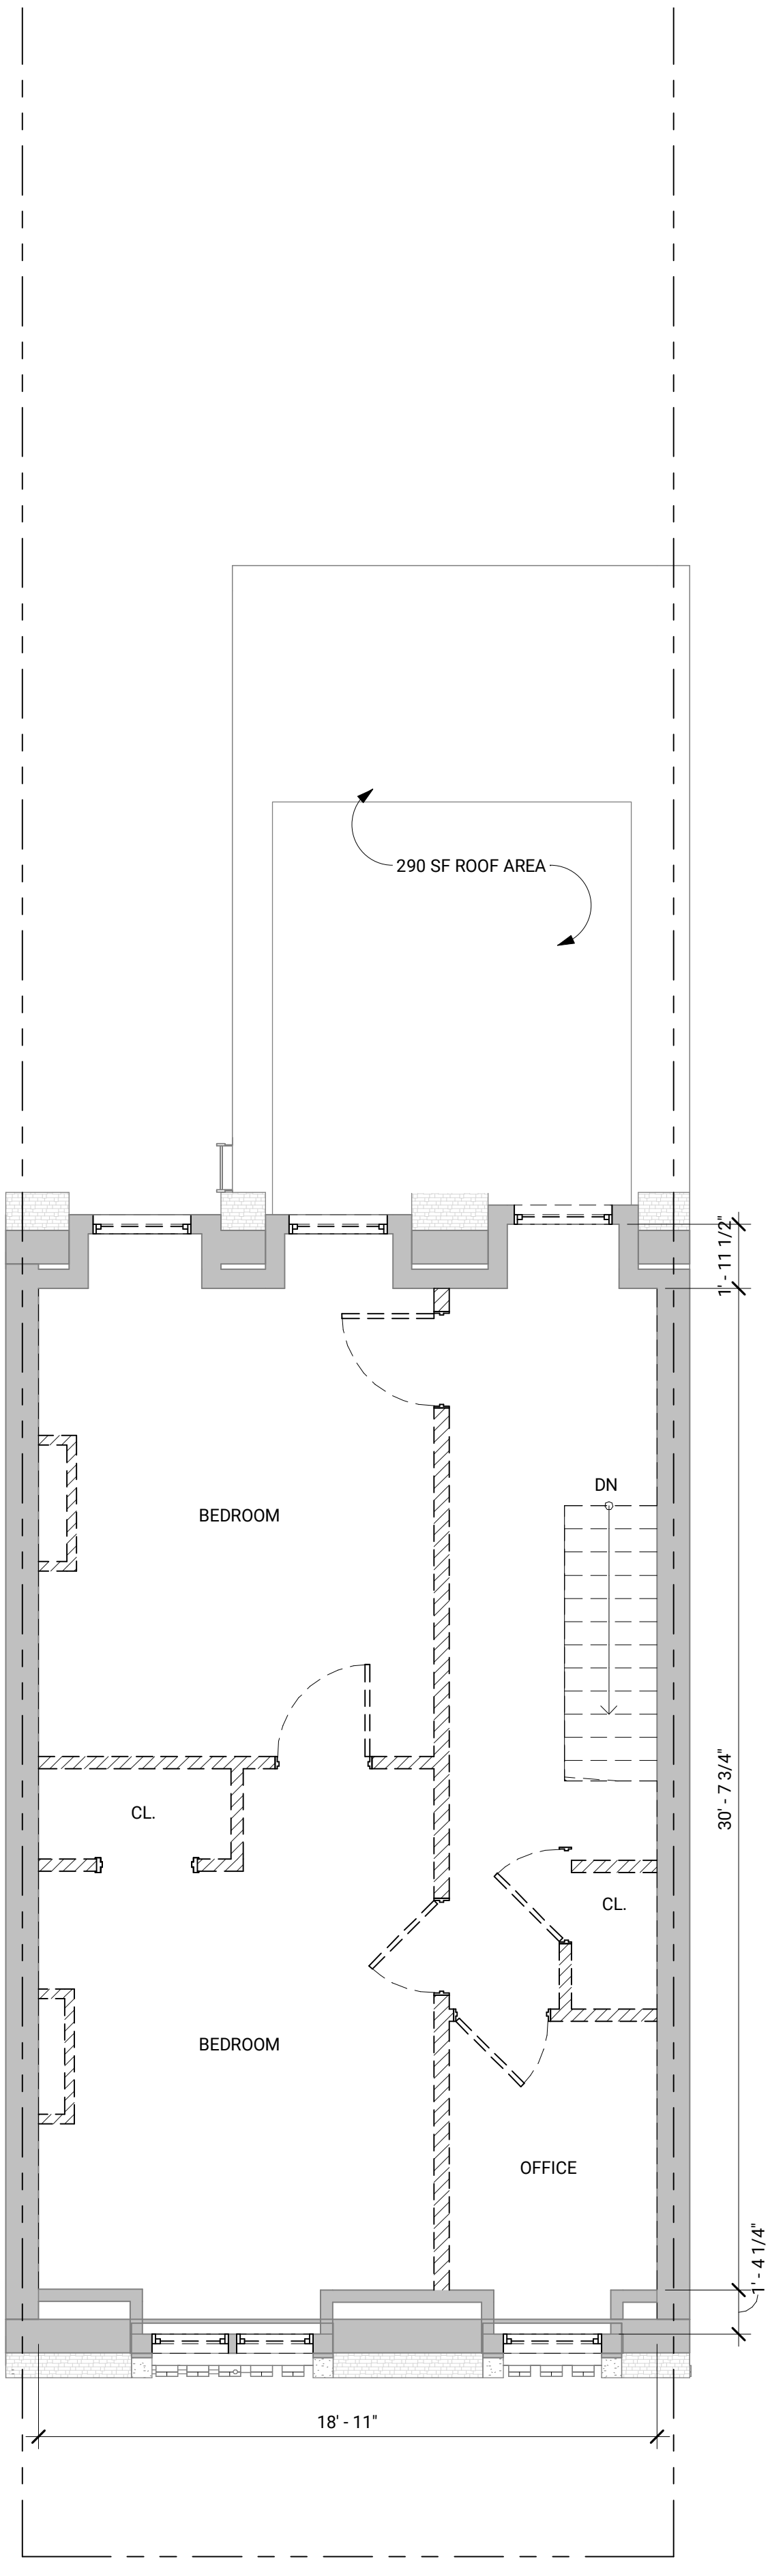 290 SF ROOF AREA
1' - 11 1/2"
DN
BEDROOM
30' - 7 3/4"
CL.
CL.
BEDROOM
OFFICE
1' - 4 1/4"
18' - 11"